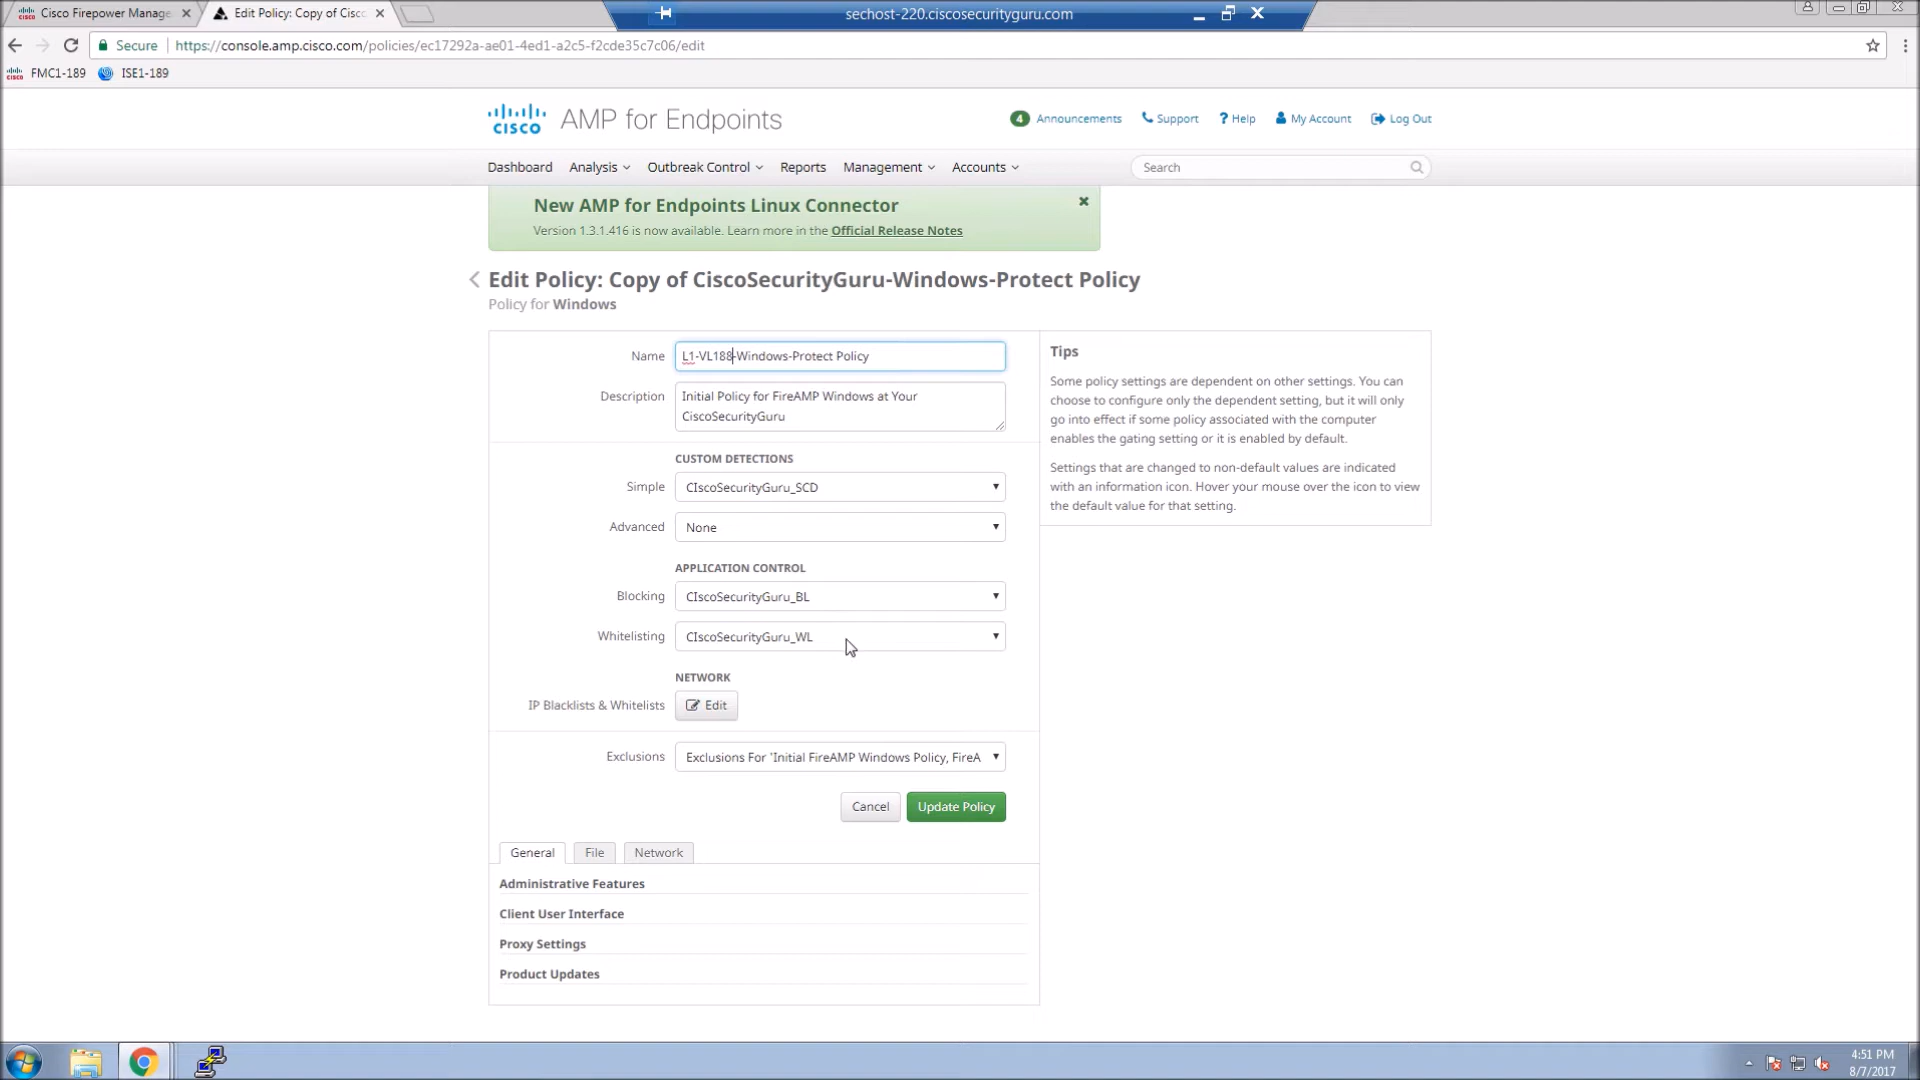 Cisco Firepower Manage
Edit Policy: Copy of Cisco
sechost-220.ciscosecurityguru.com
Secure
https://console.amp.cisco.com/policies/ec17292a-ae01-4ed1-a2c5-f2cde35c7c06/edit
FMC1-189
ISE1-189
CISCO
AMP for Endpoints
4 Announcements
Support
? Help
My Account
Log Out
Dashboard
Analysis
Outbreak Control
Reports
Management
Accounts
Search
New AMP for Endpoints Linux Connector
Version 1.3.1.416 is now available. Learn more in the Official Release Notes
Edit Policy: Copy of CiscoSecurityGuru-Windows-Protect Policy
Policy for Windows
Name
L1-VL188-Windows-Protect Policy
Description
Initial Policy for FireAMP Windows at Your
CiscoSecurityGuru
CUSTOM DETECTIONS
Simple
CIscoSecurityGuru_SCD
Advanced
None
APPLICATION CONTROL
Blocking
CIscoSecurityGuru_BL
Whitelisting
CIscoSecurityGuru_WL
NETWORK
IP Blacklists & Whitelists
Edit
Exclusions
Exclusions For 'Initial FireAMP Windows Policy, FireA
Cancel
Update Policy
General
File
Network
Administrative Features
Client User Interface
Proxy Settings
Product Updates
Tips
Some policy settings are dependent on other settings. You can
choose to configure only the dependent setting, but it will only
go into effect if some policy associated with the computer
enables the gating setting or it is enabled by default.
Settings that are changed to non-default values are indicated
with an information icon. Hover your mouse over the icon to view
the default value for that setting.
4:51 PM
8/7/2017